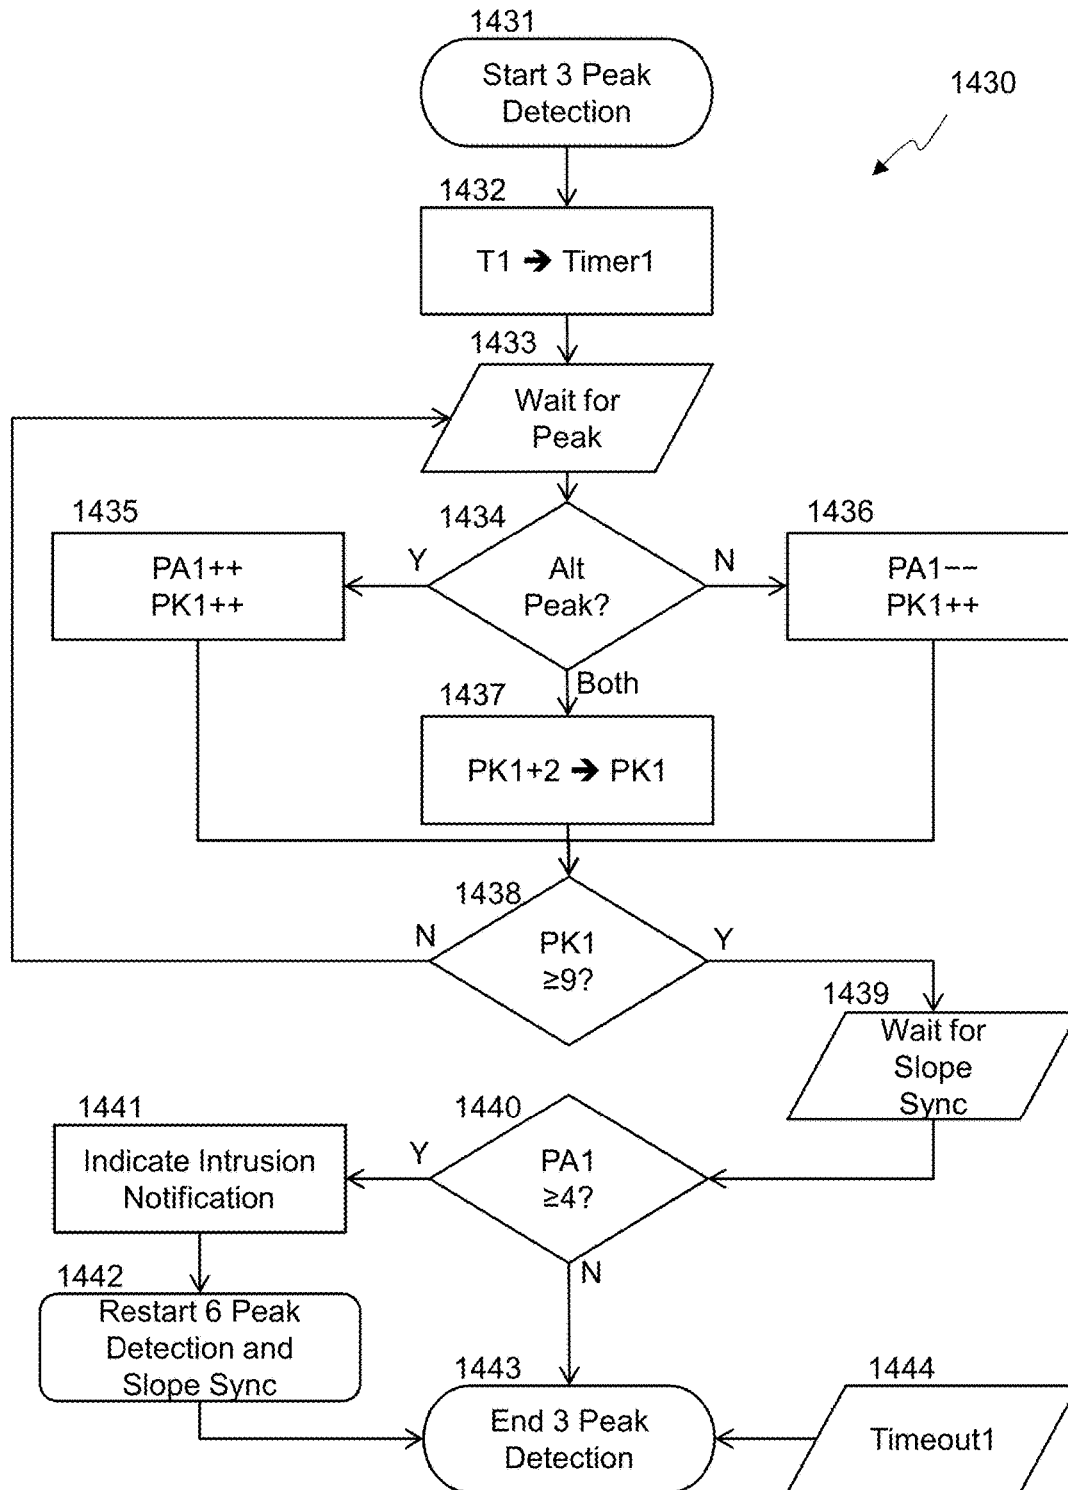 1431
Start 3 Peak
Detection
1430
1432
T1 ➔ Timer1
1433
Wait for
Peak
1435
PA1++
PK1++
1434
Y
Alt
Peak?
N
1436
PA1−−
PK1++
Both
1437
PK1+2 ➔ PK1
1438
N
PK1
≥9?
Y
1439
Wait for
Slope
Sync
1441
Indicate Intrusion
Notification
1440
Y
PA1
≥4?
N
1442
Restart 6 Peak
Detection and
Slope Sync
1443
End 3 Peak
Detection
1444
Timeout1